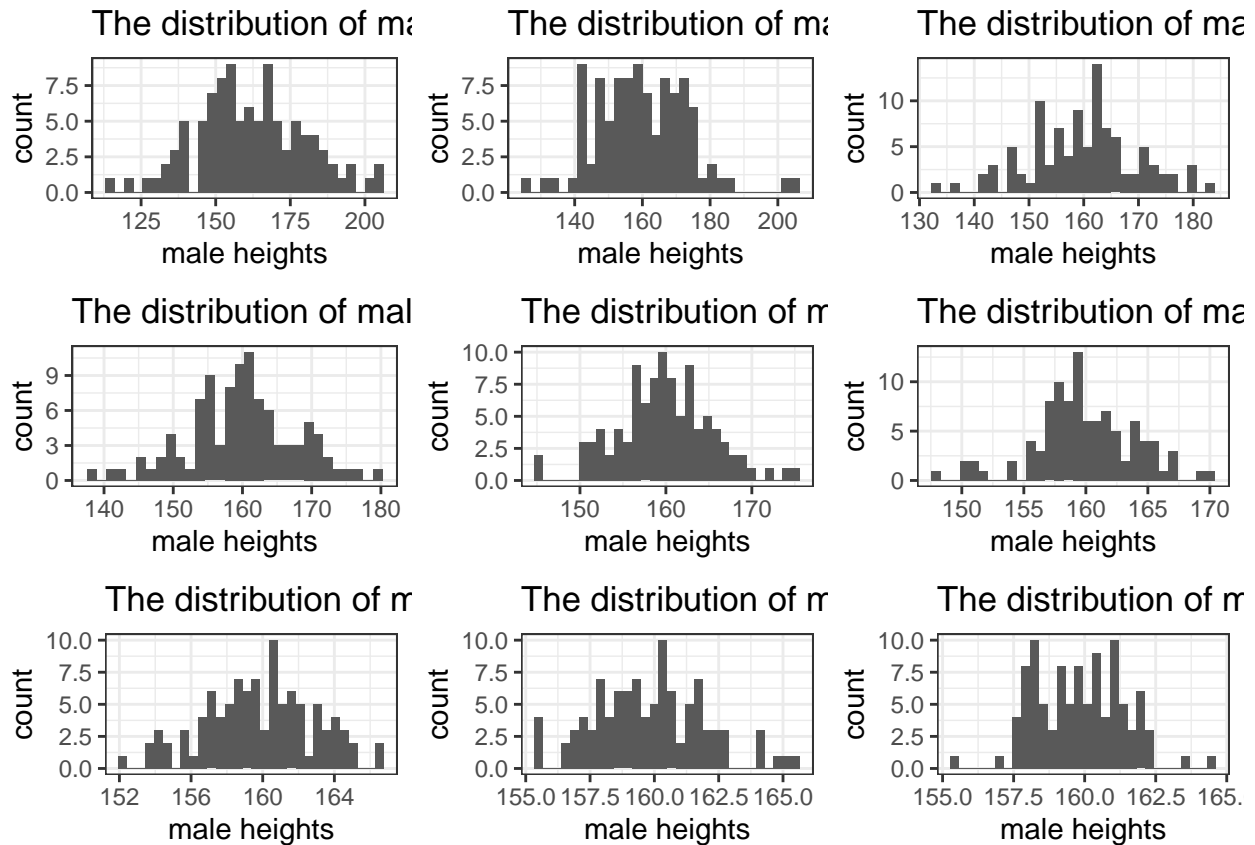 The distribution of ma
count
7.5
5.0
2.5
0.0
125 150 175 200
male heights
The distribution of ma
count
7.5
5.0
2.5
0.0
140 160 180 200
male heights
The distribution of ma
count
10
5
0
130 140 150 160 170 180
male heights
The distribution of mal
count
9
6
3
0
140 150 160 170 180
male heights
The distribution of m
count
10.0
7.5
5.0
2.5
0.0
150 160 170
male heights
The distribution of ma
count
10
5
0
150 155 160 165 170
male heights
The distribution of m
count
10.0
7.5
5.0
2.5
0.0
152 156 160 164
male heights
The distribution of m
count
10.0
7.5
5.0
2.5
0.0
155.0 157.5 160.0 162.5 165.0
male heights
The distribution of m
count
10.0
7.5
5.0
2.5
0.0
155.0 157.5 160.0 162.5 165.
male heights